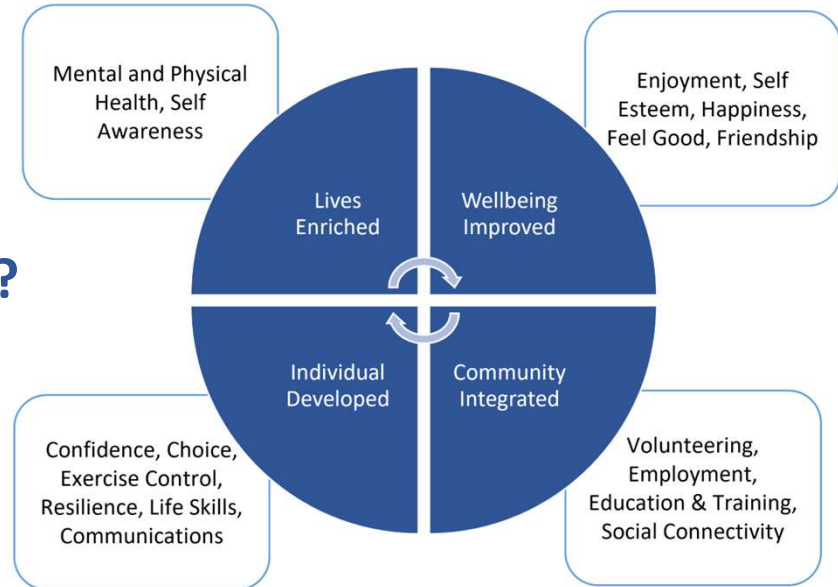 Mental and Physical
Health, Self
Awareness
Enjoyment, Self
Esteem, Happiness,
Feel Good, Friendship
Lives
Enriched
Wellbeing
Improved
?
Individual
Developed
Community
Integrated
Confidence, Choice,
Exercise Control,
Resilience, Life Skills,
Communications
Volunteering,
Employment,
Education & Training,
Social Connectivity